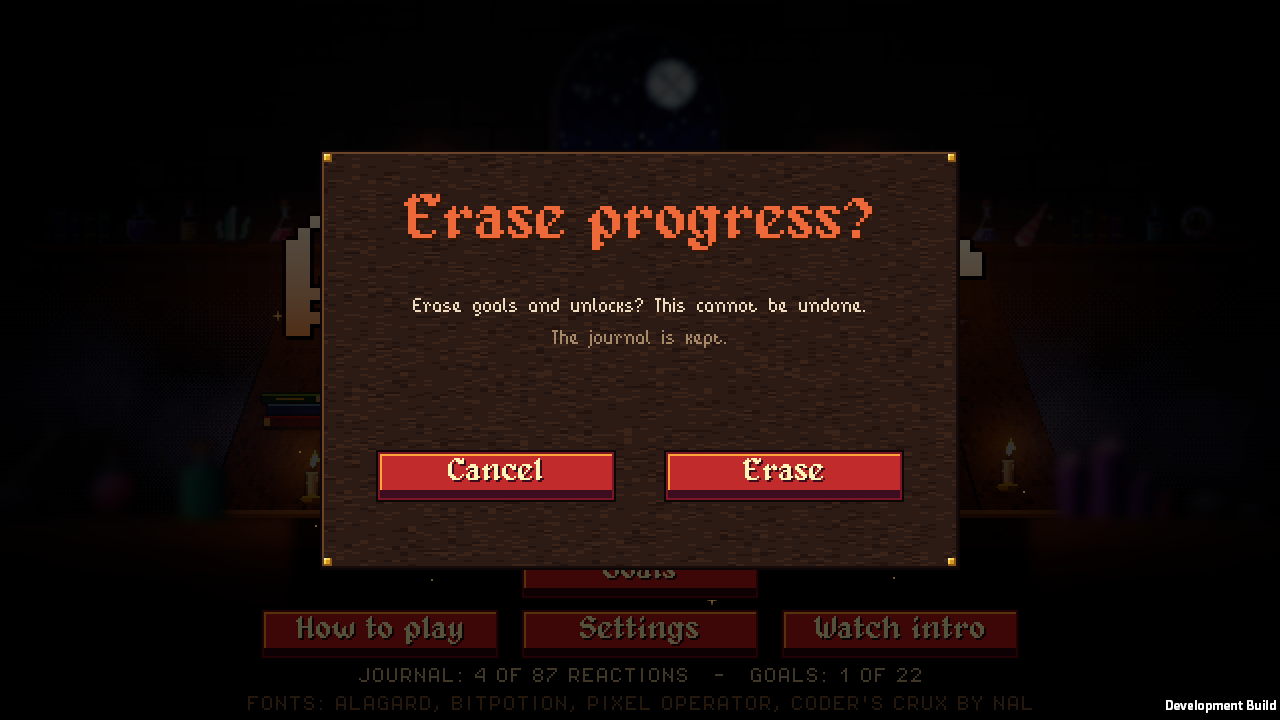 Erase progress?
Erase goals and unlocks? This cannot be undone.
The journal is kept.
Cancel
Erase
Goals
How to play
Settings
Watch intro
JOURNAL: 4 OF 87 REACTIONS - GOALS: 1 OF 22
FONTS: ALAGARD, BITPOTION, PIXEL OPERATOR, CODER'S CRUX BY NAL
Development Build